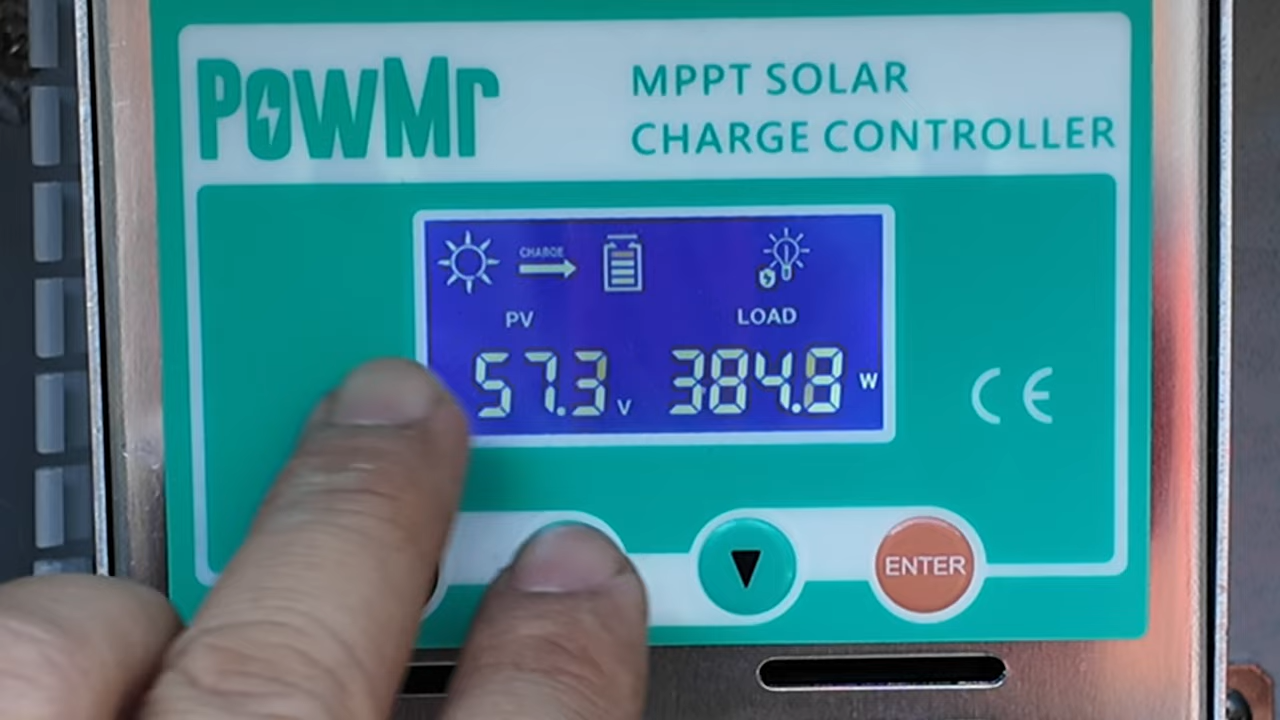 PowMr
MPPT SOLAR
CHARGE CONTROLLER
CHARGE
PV LOAD
57.3 V 384.8 W
CE
▼ ENTER